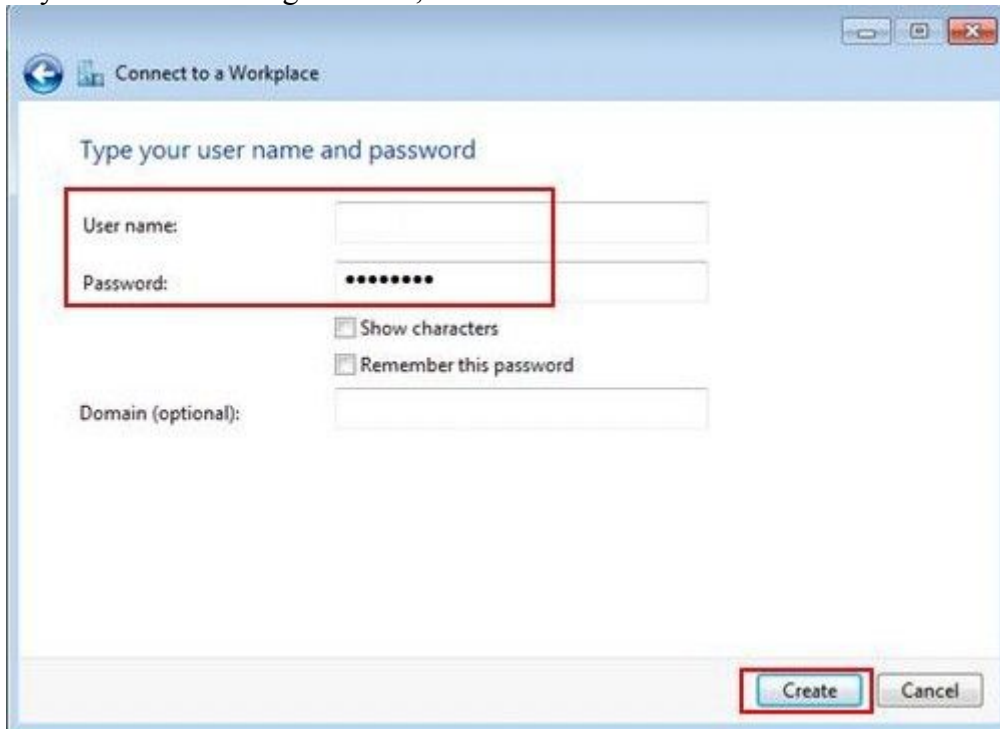 Connect to a Workplace
Type your user name and password
User name:
Password: ••••••••
Show characters
Remember this password
Domain (optional):
Create Cancel